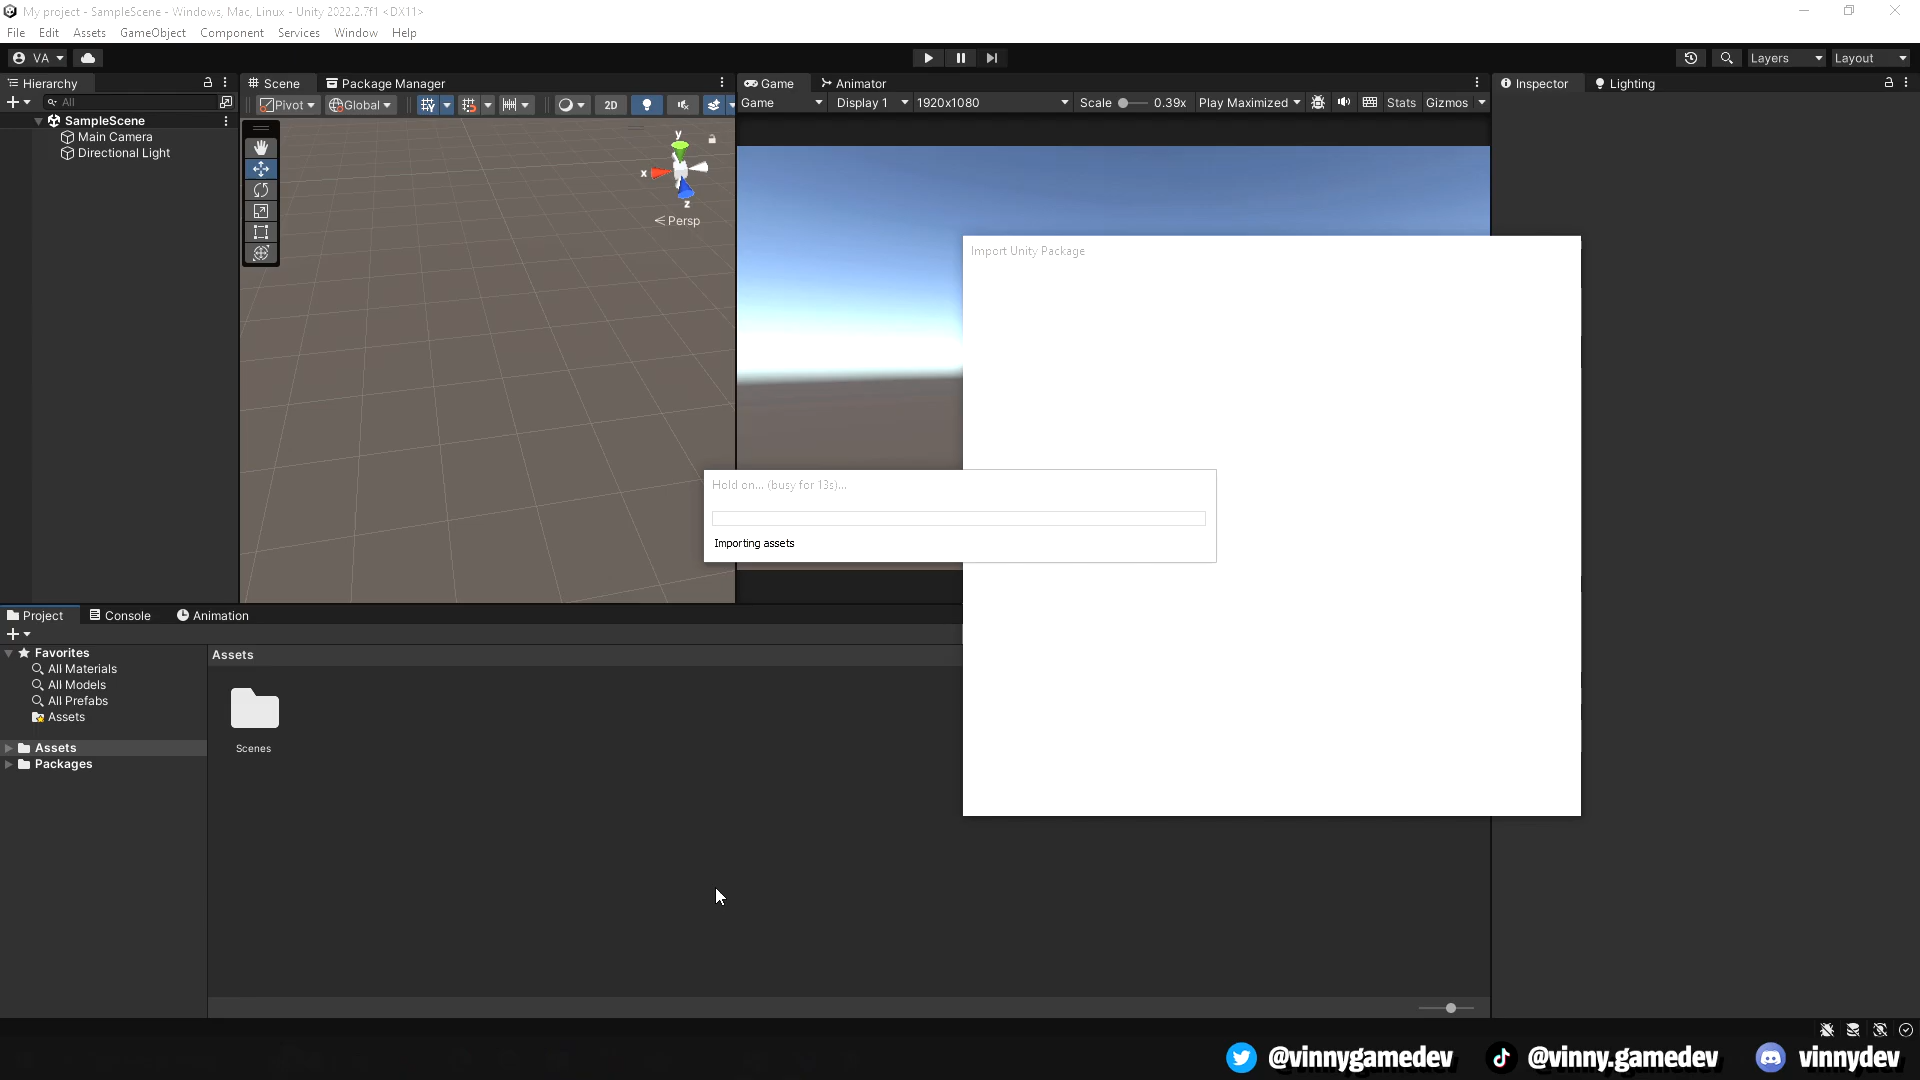 My project - SampleScene - Windows, Mac, Linux - Unity 2022.2.7f1 <DX11>
File Edit Assets GameObject Component Services Window Help
VA
Layers
Layout
Hierarchy
Scene
Package Manager
Game
Animator
Inspector
Lighting
All
Pivot
Global
2D
Game
Display 1
1920x1080
Scale
0.39x
Play Maximized
Stats
Gizmos
SampleScene
Main Camera
Directional Light
y
x
z
Persp
Import Unity Package
Hold on... (busy for 13s)...
Importing assets
Project
Console
Animation
Favorites
All Materials
All Models
All Prefabs
Assets
Assets
Packages
Assets
Scenes
@vinnygamedev
@vinny.gamedev
vinnydev